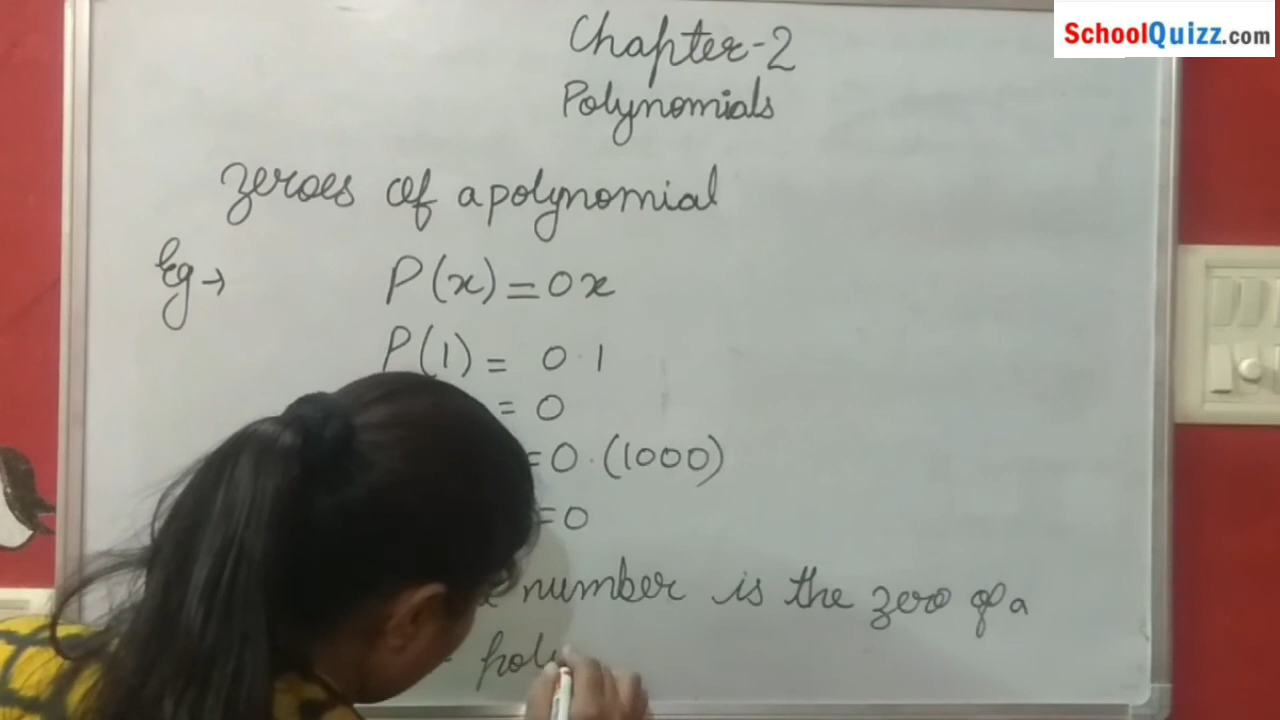 SchoolQuizz.com
Chapter-2
Polynomials
zeroes of a polynomial
Eg→ P(x)=0x
P(1) = 0·1
= 0
=0·(1000)
=0
number is the zero of a